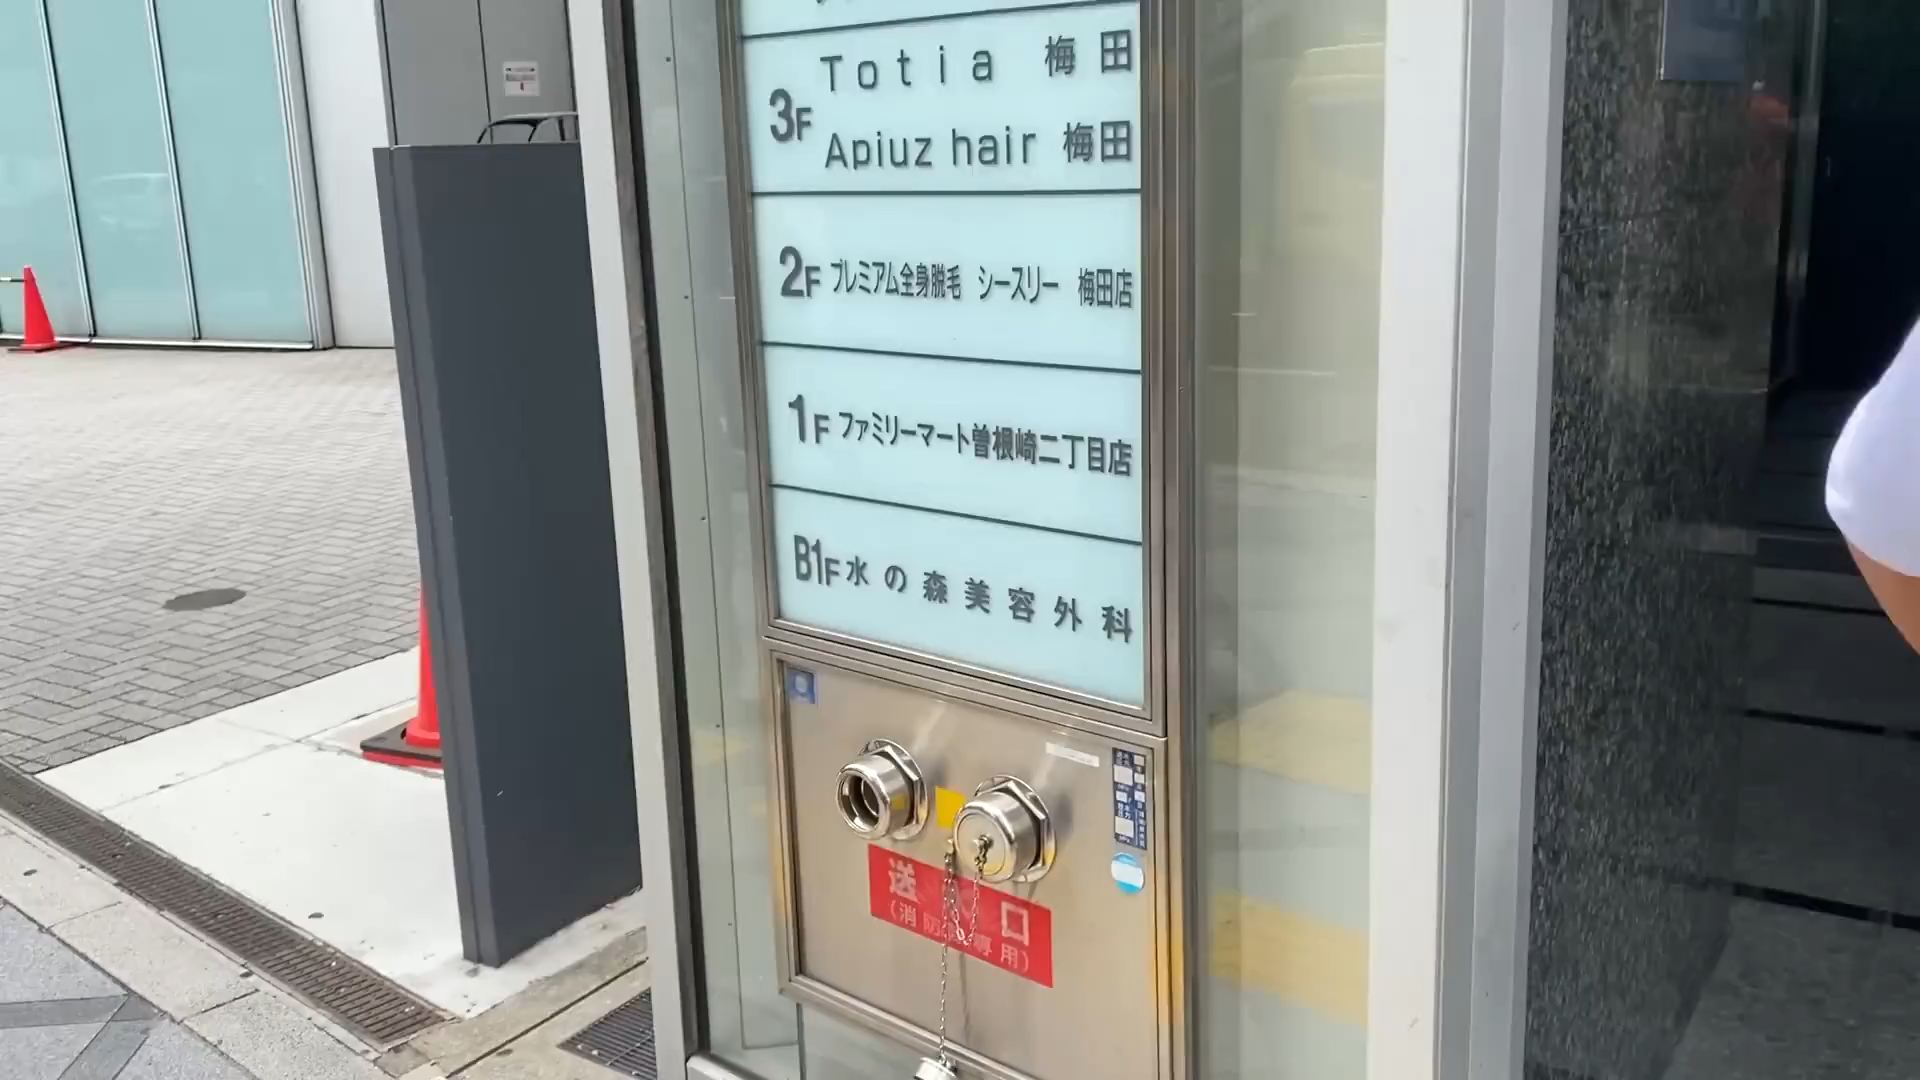 3F Totia 梅田
Apiuz hair 梅田
2F プレミアム全身脱毛 シースリー 梅田店
1F ファミリーマート曽根崎二丁目店
B1F 水の森美容外科
送 口
(消防 専用)